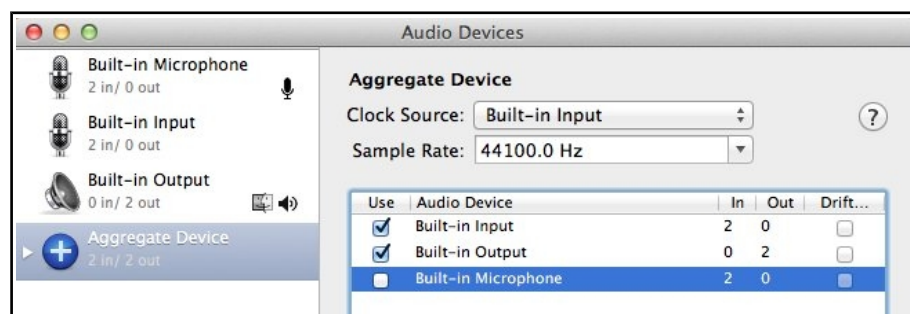 Audio Devices
Built-in Microphone
2 in/ 0 out
Built-in Input
2 in/ 0 out
Built-in Output
0 in/ 2 out
Aggregate Device
2 in/ 2 out
Aggregate Device
Clock Source: Built-in Input
?
Sample Rate: 44100.0 Hz
Use Audio Device In Out Drift...
Built-in Input 2 0
Built-in Output 0 2
Built-in Microphone 2 0